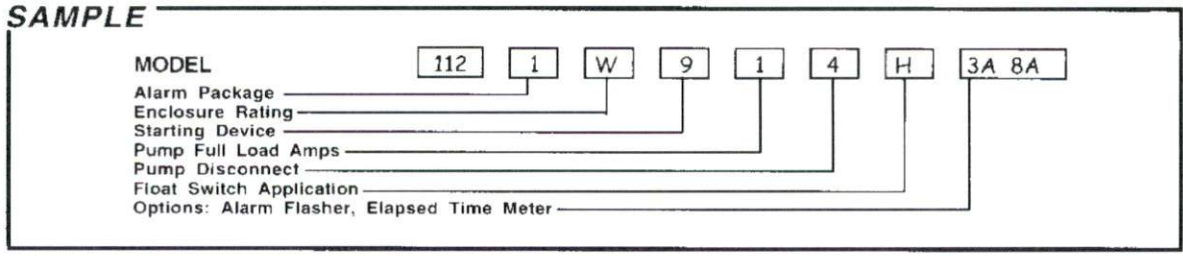 SAMPLE
MODEL 112 1 W 9 1 4 H 3A 8A
Alarm Package
Enclosure Rating
Starting Device
Pump Full Load Amps
Pump Disconnect
Float Switch Application
Options: Alarm Flasher, Elapsed Time Meter